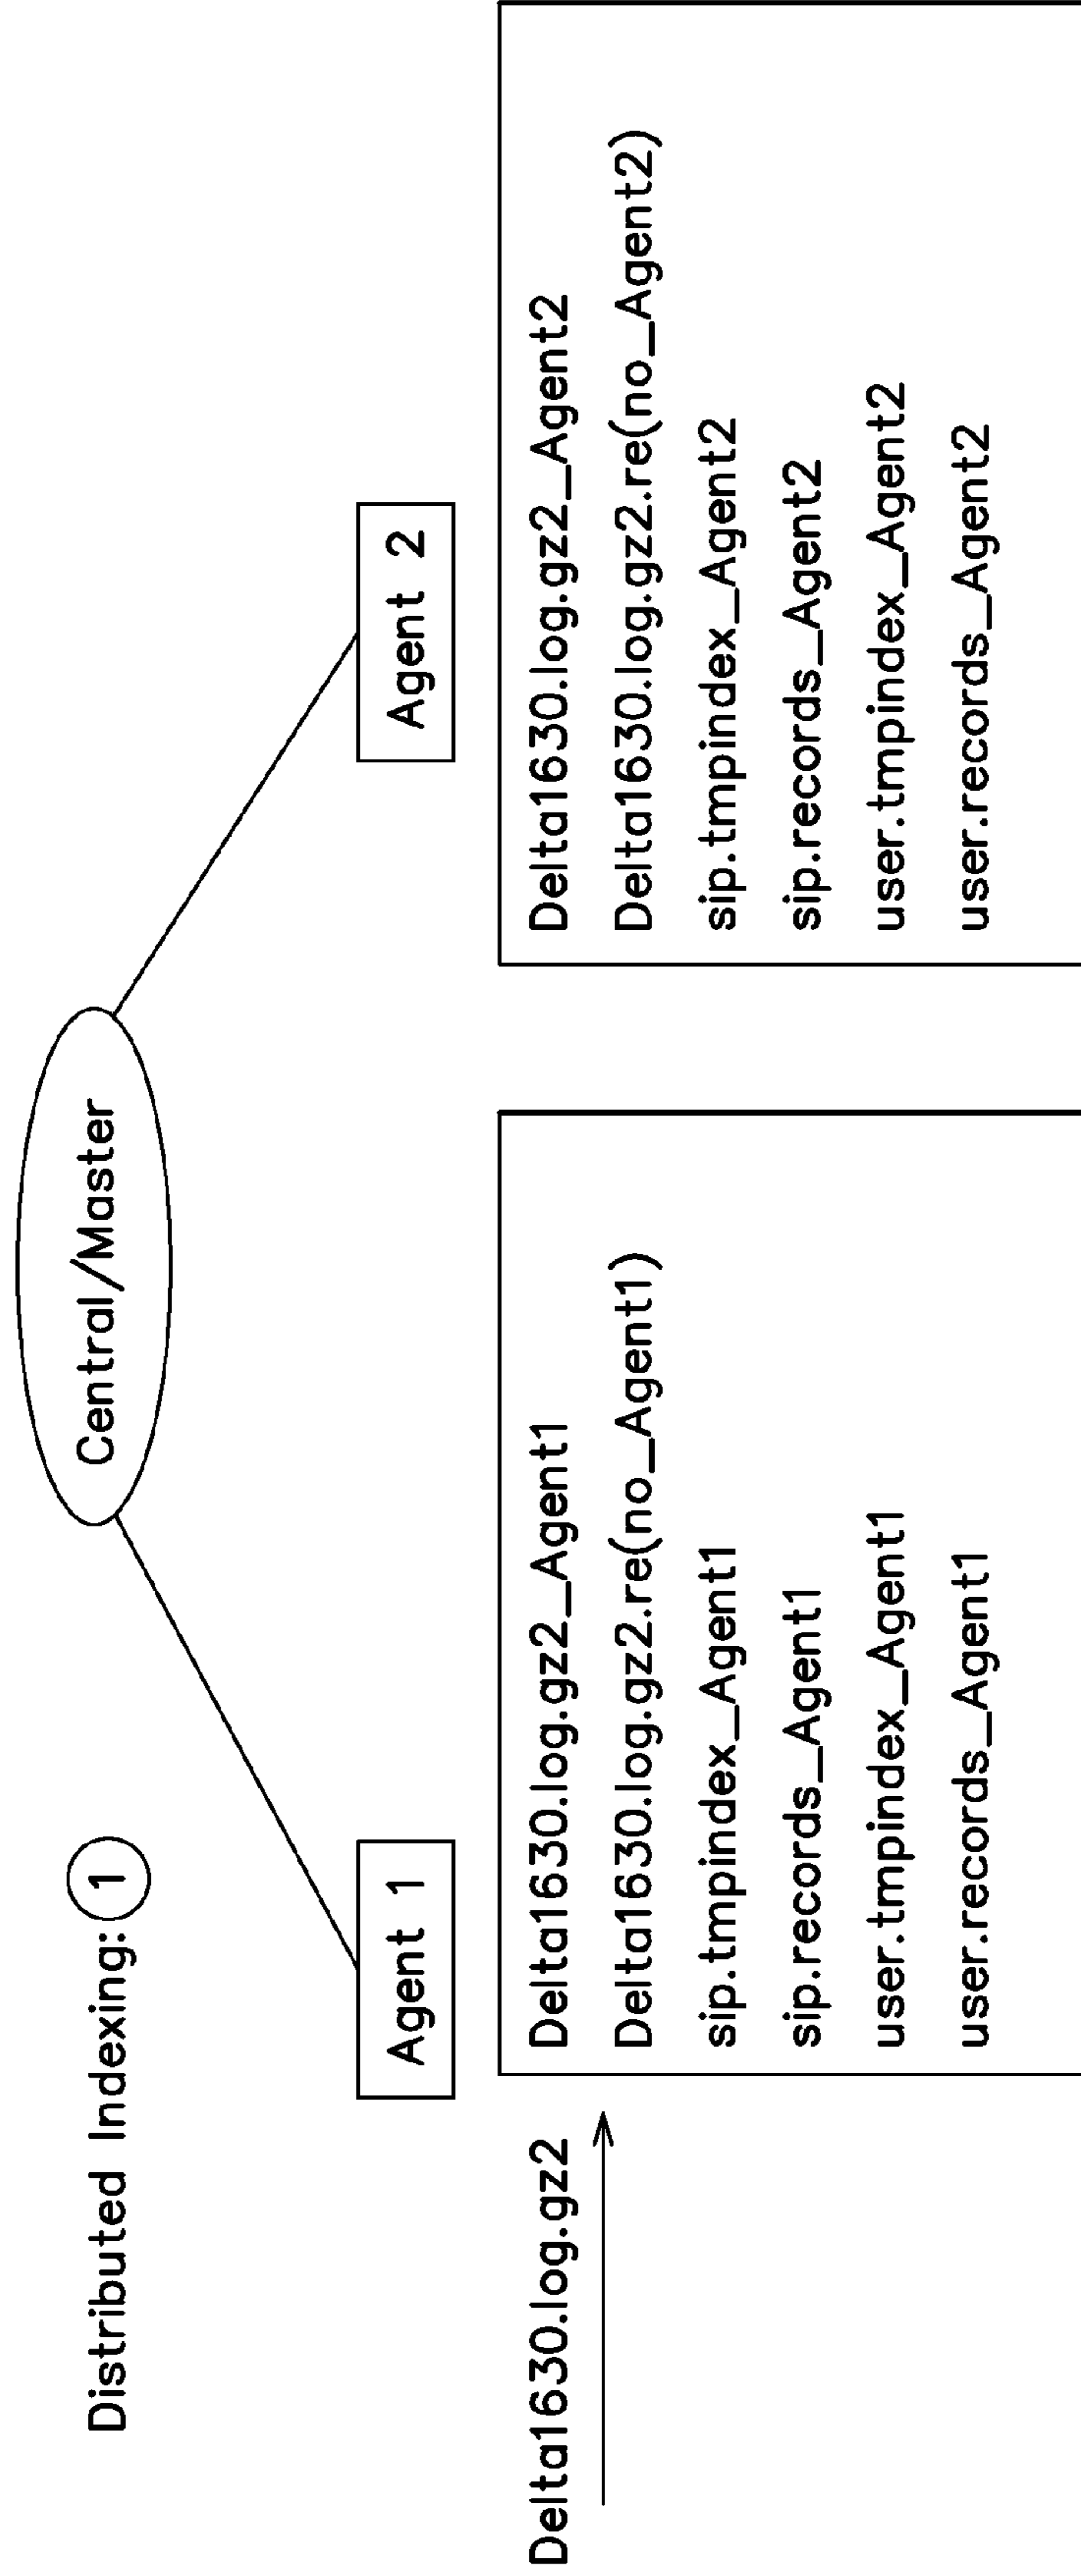 Distributed Indexing: 1
Central/Master
Agent 1
Agent 2
Delta1630.log.gz2
Delta1630.log.gz2_Agent1
Delta1630.log.gz2.re(no_Agent1)
sip.tmpindex_Agent1
sip.records_Agent1
user.tmpindex_Agent1
user.records_Agent1
Delta1630.log.gz2_Agent2
Delta1630.log.gz2.re(no_Agent2)
sip.tmpindex_Agent2
sip.records_Agent2
user.tmpindex_Agent2
user.records_Agent2